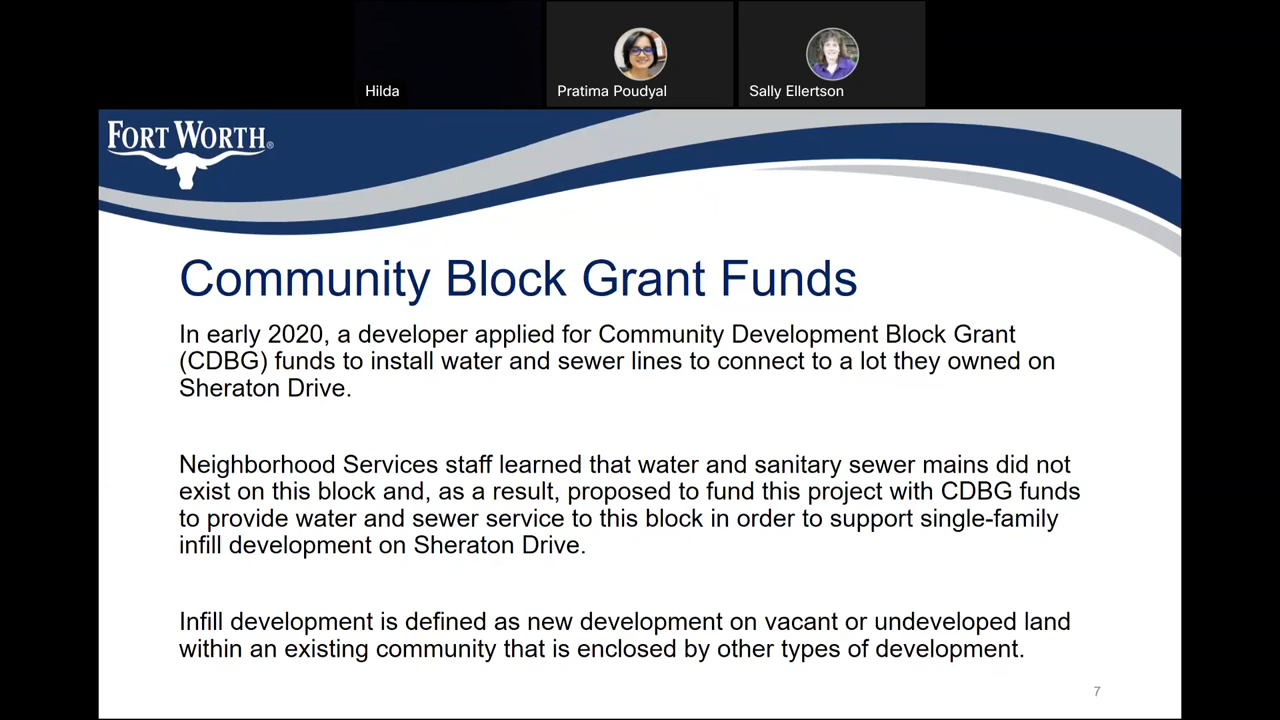 Hilda
Pratima Poudyal
Sally Ellertson
FORT WORTH®
Community Block Grant Funds
In early 2020, a developer applied for Community Development Block Grant
(CDBG) funds to install water and sewer lines to connect to a lot they owned on
Sheraton Drive.
Neighborhood Services staff learned that water and sanitary sewer mains did not
exist on this block and, as a result, proposed to fund this project with CDBG funds
to provide water and sewer service to this block in order to support single-family
infill development on Sheraton Drive.
Infill development is defined as new development on vacant or undeveloped land
within an existing community that is enclosed by other types of development.
7